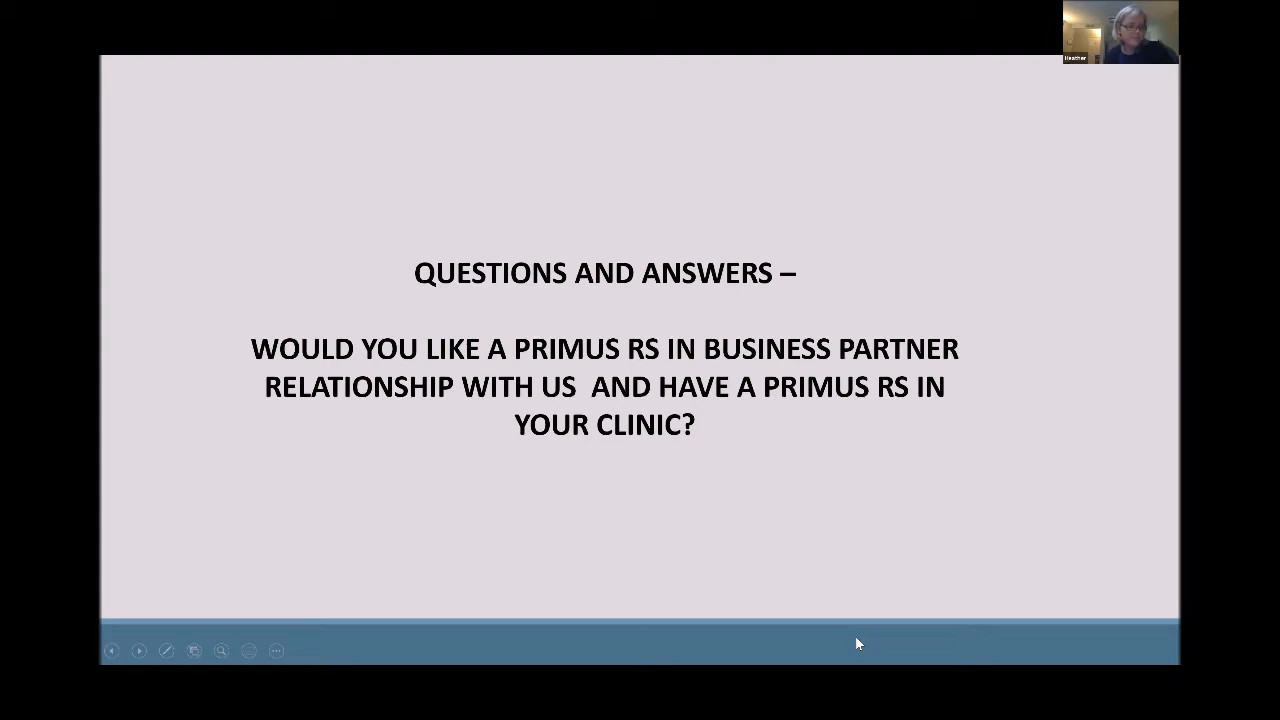 Heather
QUESTIONS AND ANSWERS –
WOULD YOU LIKE A PRIMUS RS IN BUSINESS PARTNER
RELATIONSHIP WITH US  AND HAVE A PRIMUS RS IN
YOUR CLINIC?